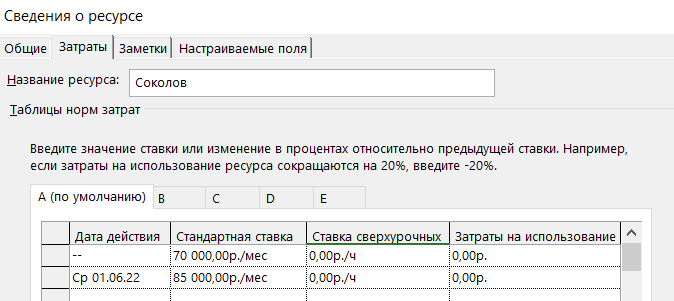 Сведения о ресурсе
Общие Затраты Заметки Настраиваемые поля
Название ресурса: Соколов
Таблицы норм затрат
Введите значение ставки или изменение в процентах относительно предыдущей ставки. Например,
если затраты на использование ресурса сокращаются на 20%, введите -20%.
A (по умолчанию) B C D E
Дата действия Стандартная ставка Ставка сверхурочных Затраты на использование
-- 70 000,00р./мес 0,00р./ч 0,00р.
Ср 01.06.22 85 000,00р./мес 0,00р./ч 0,00р.